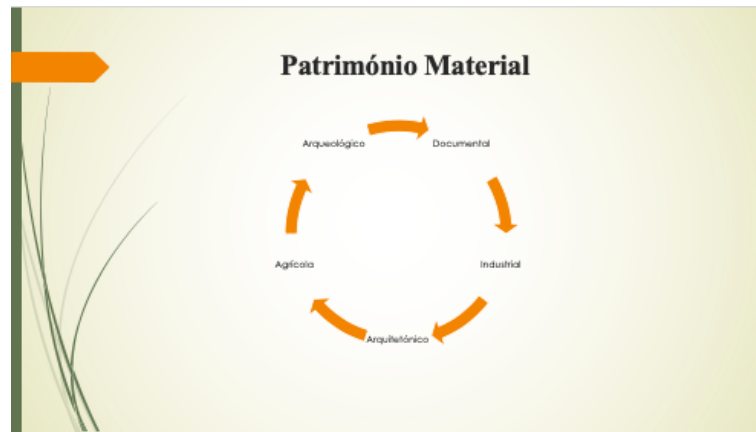 Património Material
Arqueológico
Documental
Agrícola
Industrial
Arquitetónico